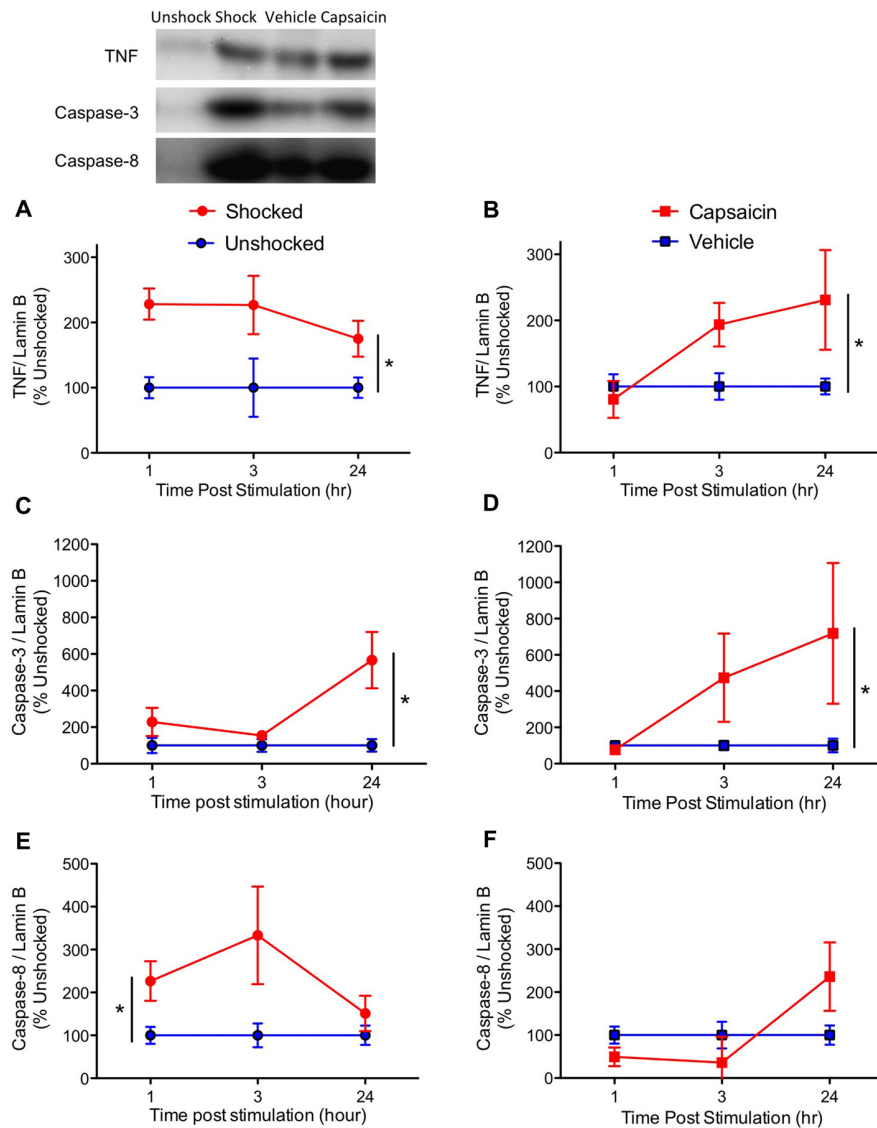 Unshock Shock Vehicle Capsaicin
TNF
Caspase-3
Caspase-8
A
Shocked
Unshocked
TNF/ Lamin B
(% Unshocked)
300
200
100
0
1 3 24
Time Post Stimulation (hr)
*
B
Capsaicin
Vehicle
TNF/ Lamin B
(% Unshocked)
300
200
100
0
1 3 24
Time Post Stimulation (hr)
*
C
Caspase-3 / Lamin B
(% Unshocked)
1200
1000
800
600
400
200
0
1 3 24
Time post stimulation (hour)
*
D
Caspase-3 / Lamin B
(% Unshocked)
1200
1000
800
600
400
200
0
1 3 24
Time Post Stimulation (hr)
*
E
Caspase-8 / Lamin B
(% Unshocked)
500
400
300
200
100
0
1 3 24
Time post stimulation (hour)
*
F
Caspase-8 / Lamin B
(% Unshocked)
500
400
300
200
100
0
1 3 24
Time Post Stimulation (hr)